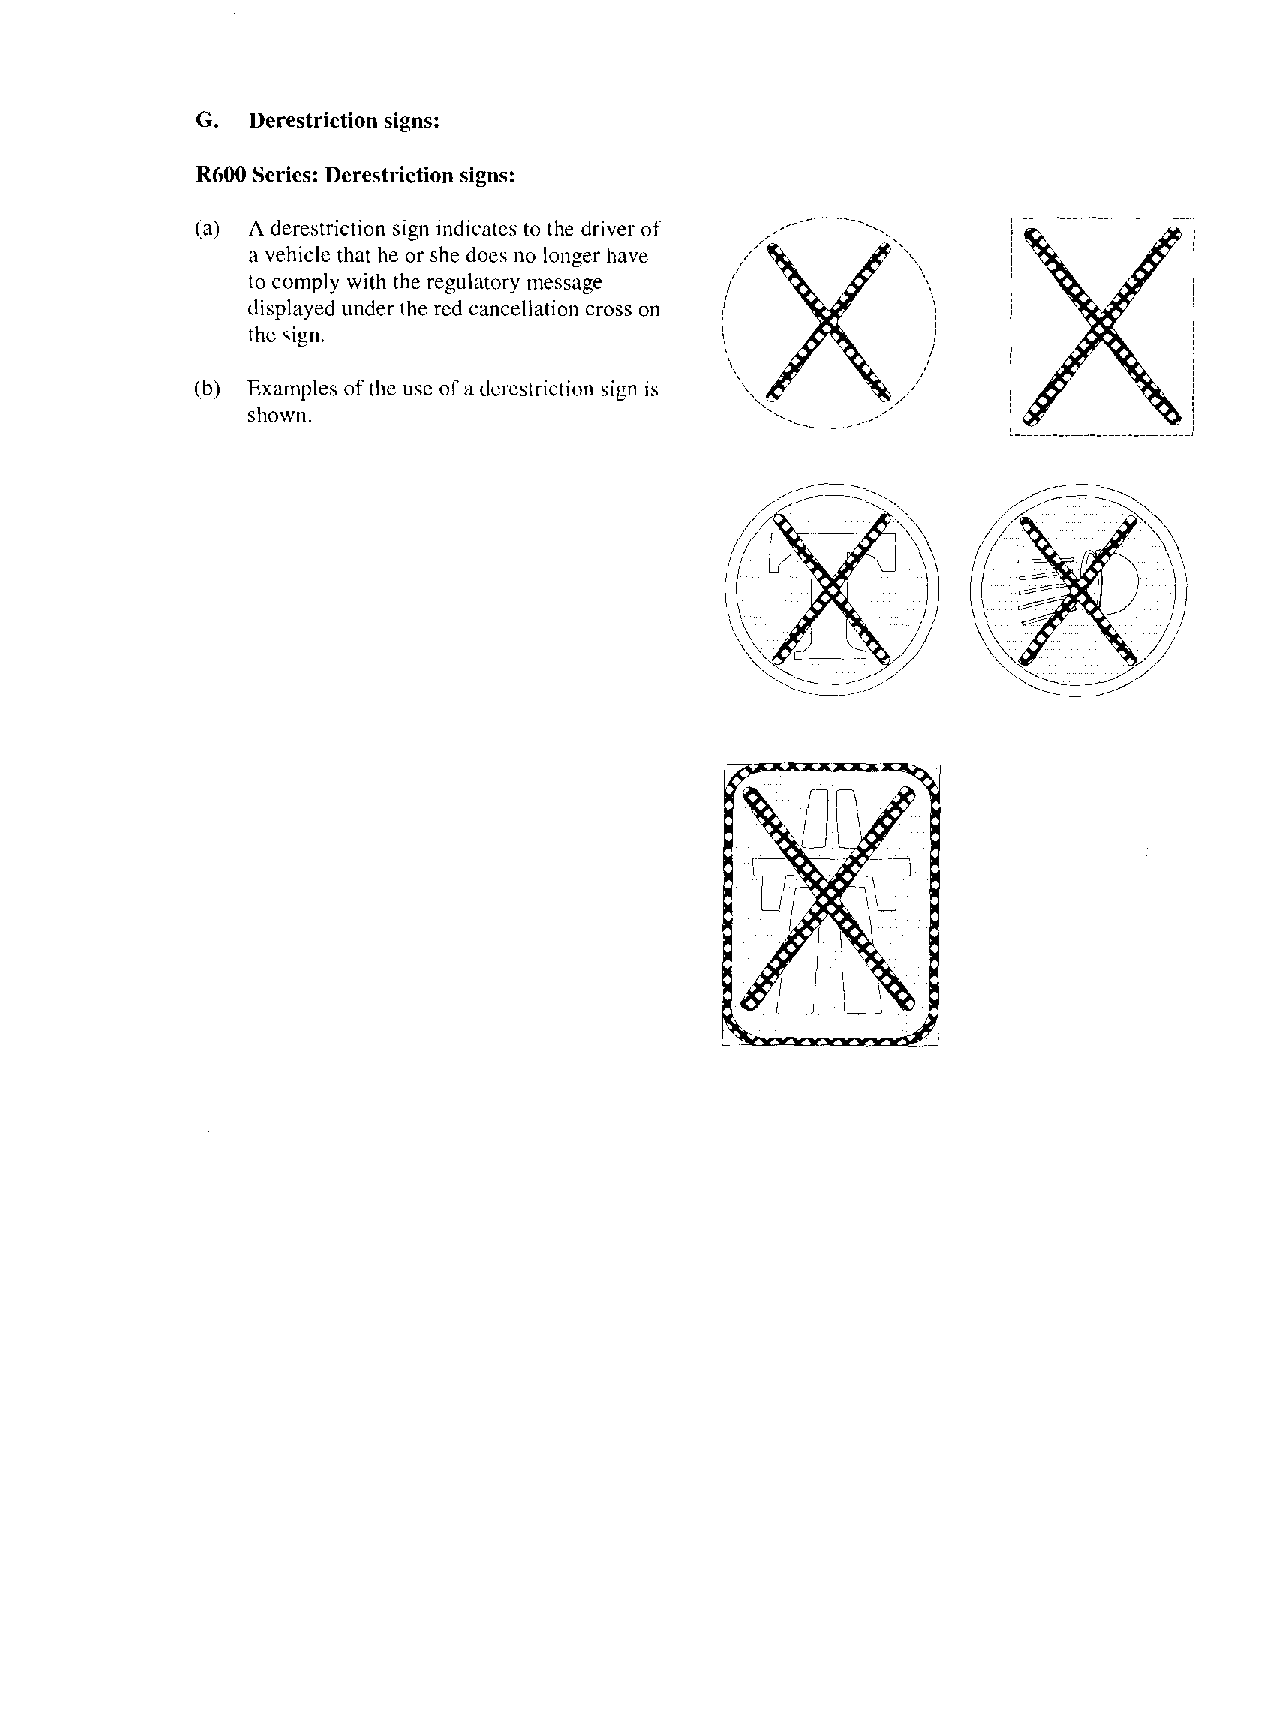 G. Derestriction signs:
R600 Series: Derestriction signs:
(a) A derestriction sign indicates to the driver of
a vehicle that he or she does no longer have
to comply with the regulatory message
displayed under the red cancellation cross on
the sign.
(b) Examples of the use of a derestriction sign is
shown.
T